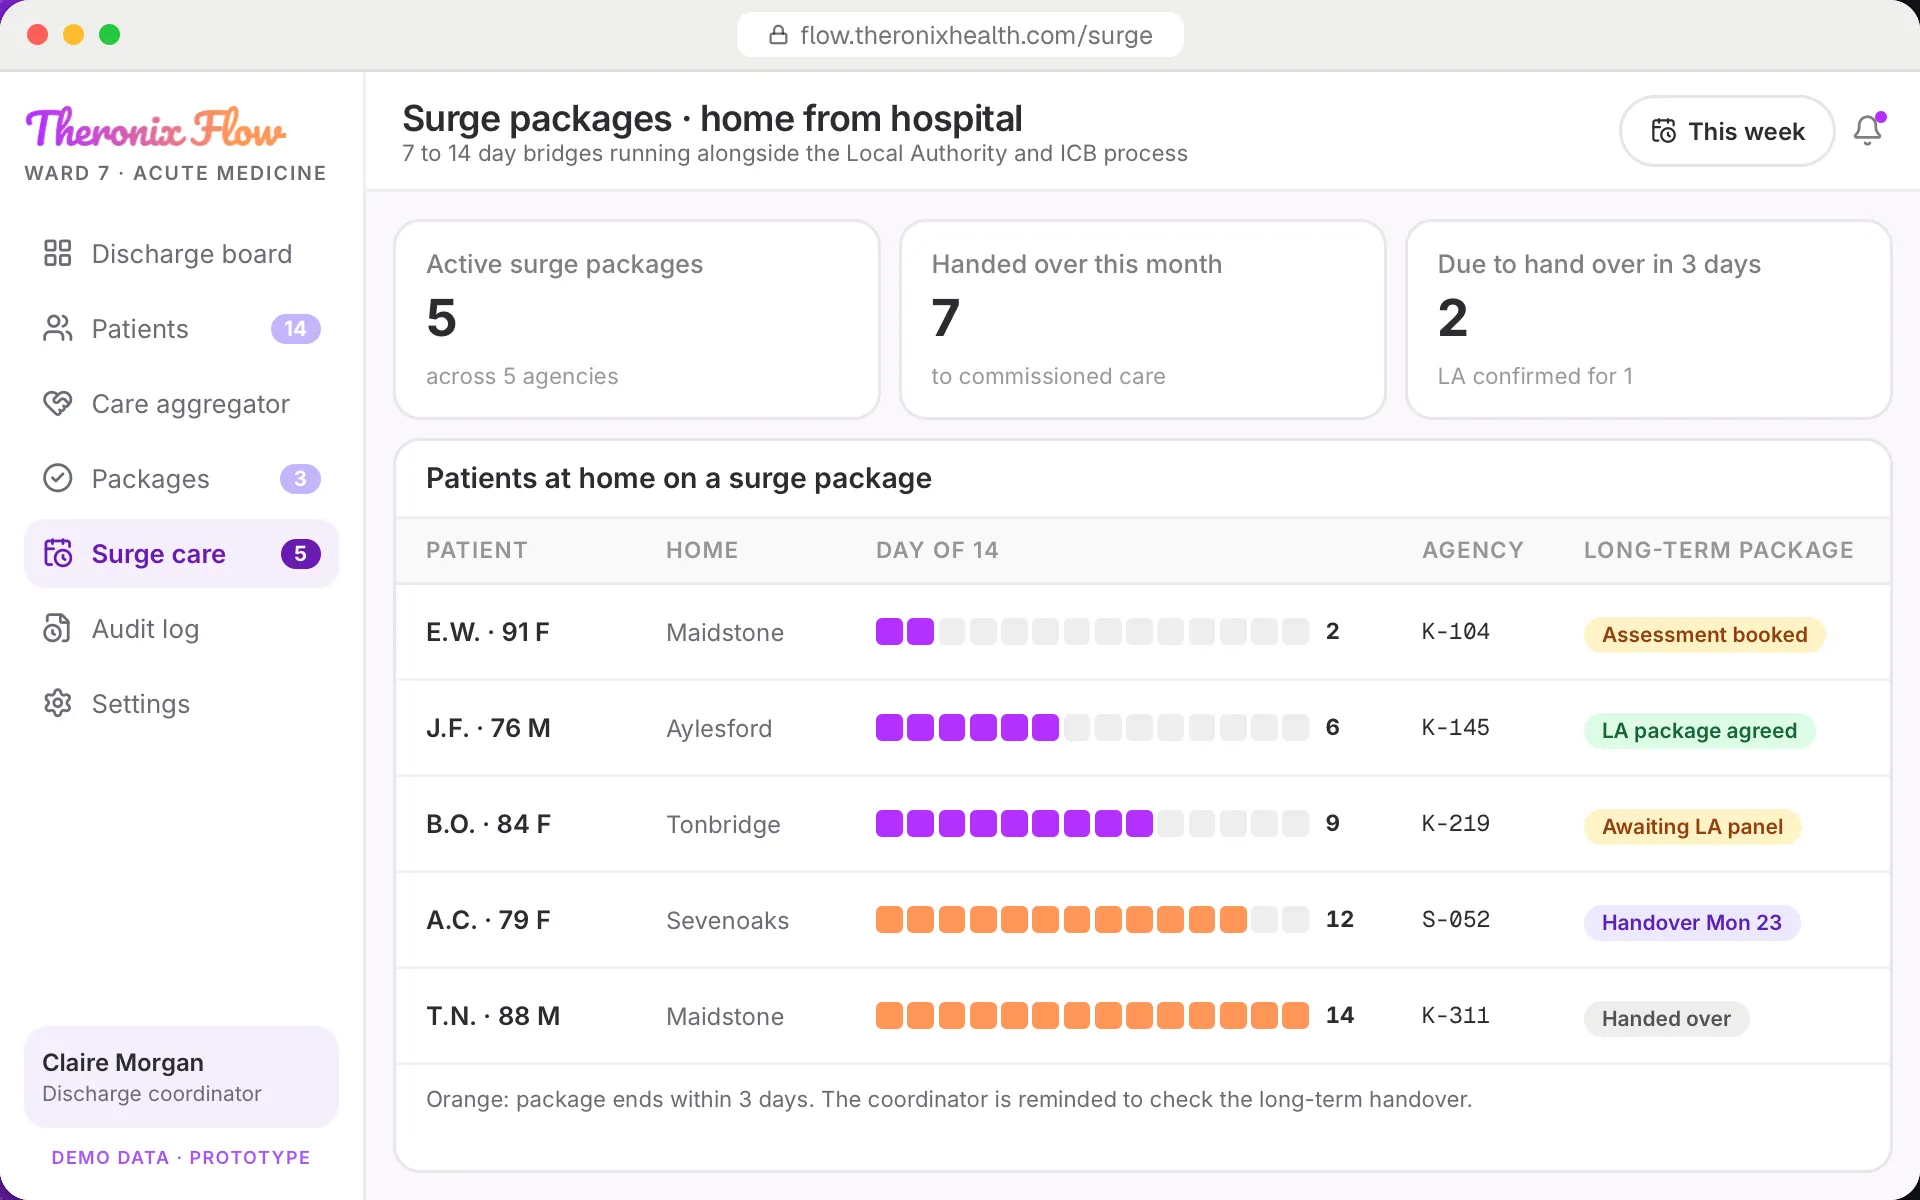 flow.theronixhealth.com/surge
Theronix Flow
WARD 7 · ACUTE MEDICINE
Discharge board
Patients 14
Care aggregator
Packages 3
Surge care 5
Audit log
Settings
Claire Morgan
Discharge coordinator
DEMO DATA · PROTOTYPE
Surge packages · home from hospital
7 to 14 day bridges running alongside the Local Authority and ICB process
This week
Active surge packages
5
across 5 agencies
Handed over this month
7
to commissioned care
Due to hand over in 3 days
2
LA confirmed for 1
Patients at home on a surge package
PATIENT HOME DAY OF 14 AGENCY LONG-TERM PACKAGE
E.W. · 91 F Maidstone 2 K-104 Assessment booked
J.F. · 76 M Aylesford 6 K-145 LA package agreed
B.O. · 84 F Tonbridge 9 K-219 Awaiting LA panel
A.C. · 79 F Sevenoaks 12 S-052 Handover Mon 23
T.N. · 88 M Maidstone 14 K-311 Handed over
Orange: package ends within 3 days. The coordinator is reminded to check the long-term handover.